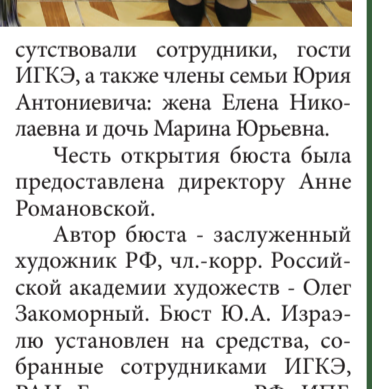 сутствовали сотрудники, гости
ИГКЭ, а также члены семьи Юрия
Антониевича: жена Елена Нико-
лаевна и дочь Марина Юрьевна.
Честь открытия бюста была
предоставлена директору Анне
Романовской.
Автор бюста - заслуженный
художник РФ, чл.-корр. Россий-
ской академии художеств - Олег
Закоморный. Бюст Ю.А. Израэ-
лю установлен на средства, со-
бранные сотрудниками ИГКЭ,